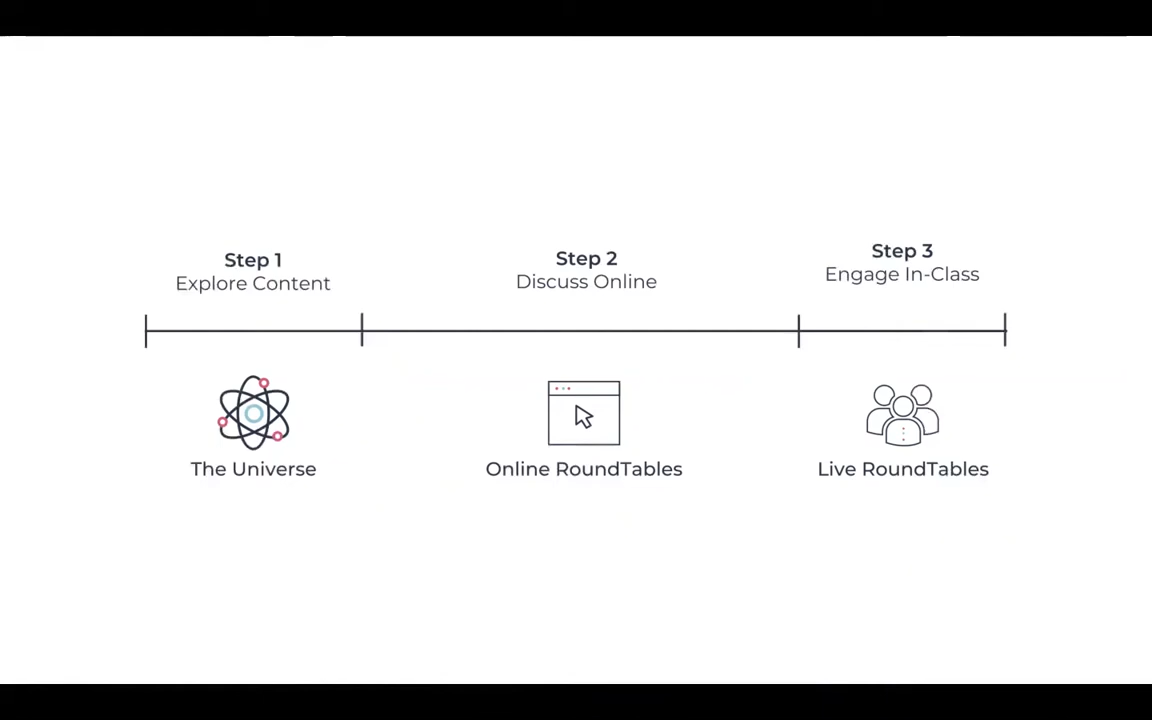 Step 1
Explore Content
Step 2
Discuss Online
Step 3
Engage In-Class
The Universe
Online RoundTables
Live RoundTables